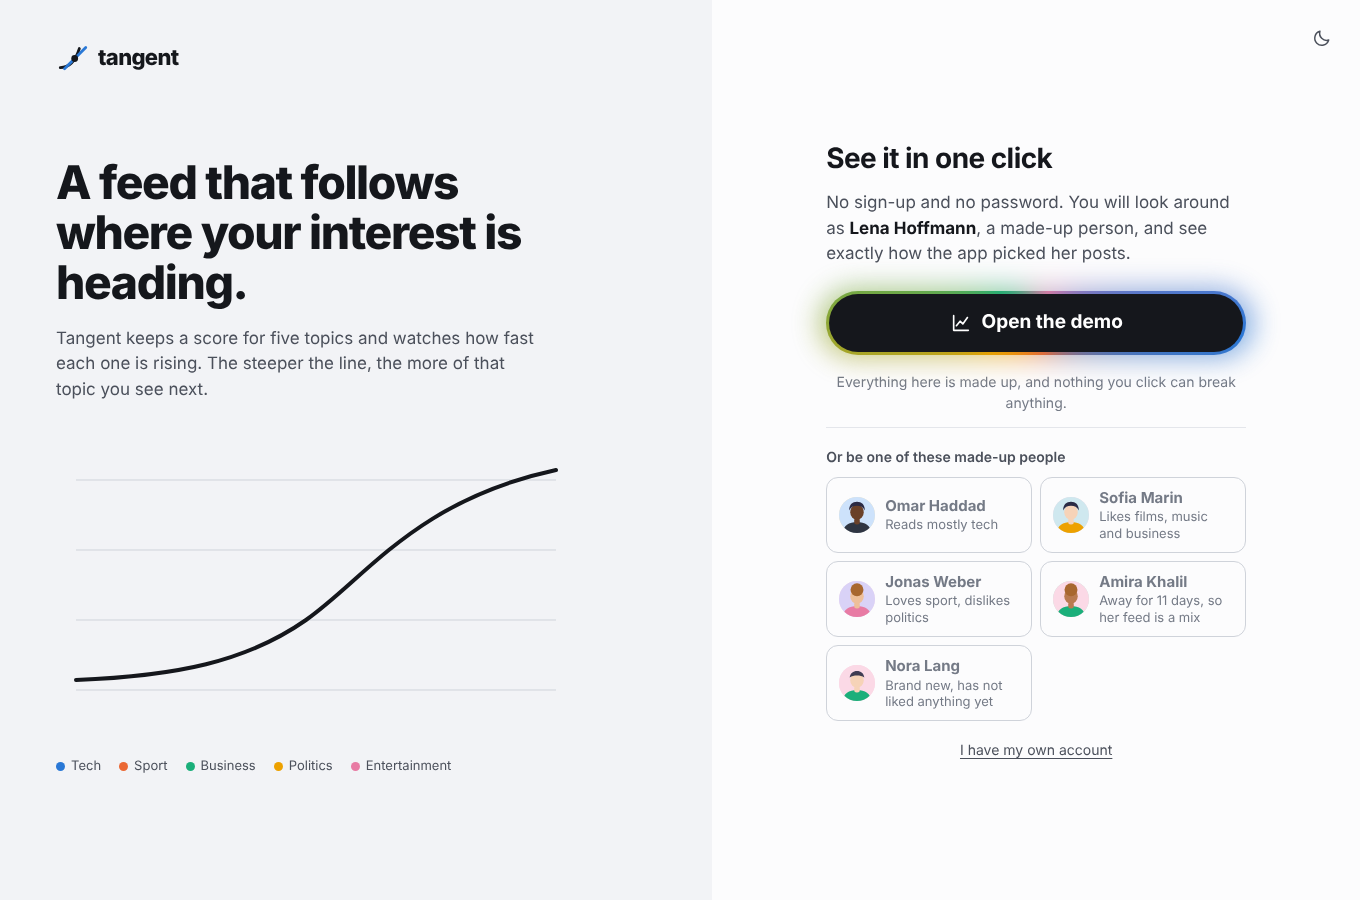 tangent
A feed that follows
where your interest is
heading.
Tangent keeps a score for five topics and watches how fast
each one is rising. The steeper the line, the more of that
topic you see next.
Tech
Sport
Business
Politics
Entertainment
See it in one click
No sign-up and no password. You will look around
as Lena Hoffmann, a made-up person, and see
exactly how the app picked her posts.
Open the demo
Everything here is made up, and nothing you click can break
anything.
Or be one of these made-up people
Omar Haddad
Reads mostly tech
Sofia Marin
Likes films, music
and business
Jonas Weber
Loves sport, dislikes
politics
Amira Khalil
Away for 11 days, so
her feed is a mix
Nora Lang
Brand new, has not
liked anything yet
I have my own account